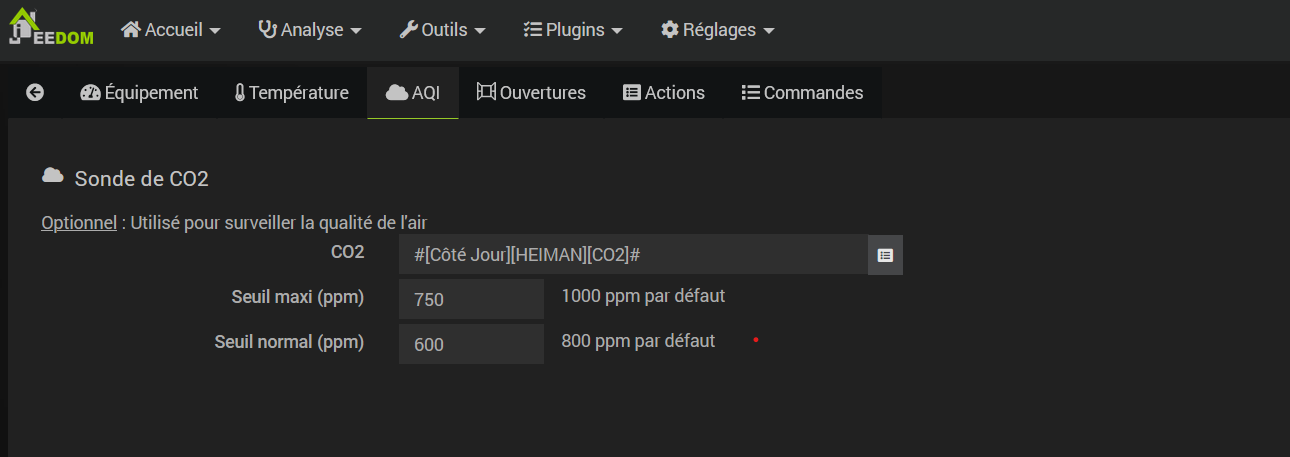 JEEDOM Accueil Analyse Outils Plugins Réglages
Équipement Température AQI Ouvertures Actions Commandes
Sonde de CO2
Optionnel : Utilisé pour surveiller la qualité de l'air
CO2 #[Côté Jour][HEIMAN][CO2]#
Seuil maxi (ppm) 750 1000 ppm par défaut
Seuil normal (ppm) 600 800 ppm par défaut